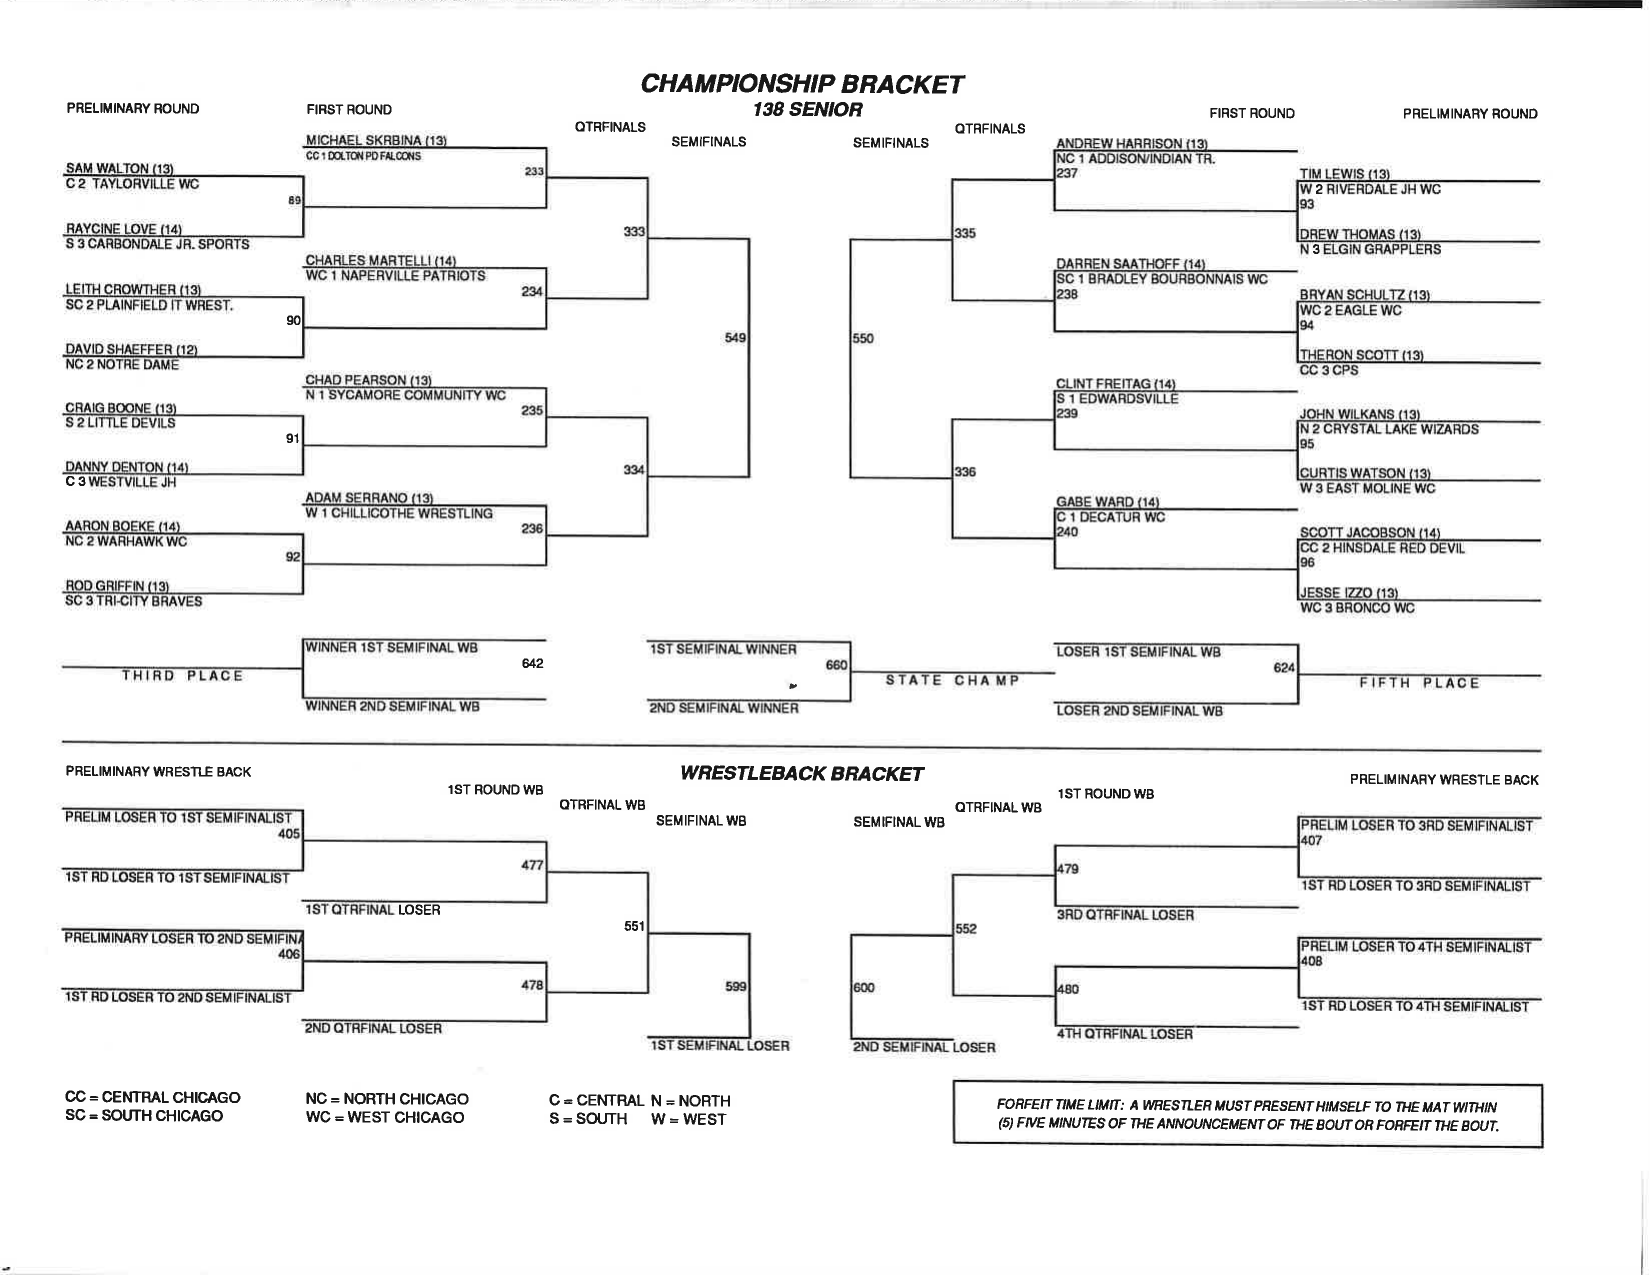 CHAMPIONSHIP BRACKET
138 SENIOR
PRELIMINARY ROUND
FIRST ROUND
QTRFINALS
SEMIFINALS
SEMIFINALS
QTRFINALS
FIRST ROUND
PRELIMINARY ROUND
SAM WALTON (13)
C 2 TAYLORVILLE WC
89
RAYCINE LOVE (14)
S 3 CARBONDALE JR. SPORTS
LEITH CROWTHER (13)
SC 2 PLAINFIELD IT WREST.
90
DAVID SHAEFFER (12)
NC 2 NOTRE DAME
CRAIG BOONE (13)
S 2 LITTLE DEVILS
91
DANNY DENTON (14)
C 3 WESTVILLE JH
AARON BOEKE (14)
NC 2 WARHAWK WC
92
ROD GRIFFIN (13)
SC 3 TRI-CITY BRAVES
MICHAEL SKRBINA (13)
CC 1 DOLTON PD FALCONS
233
CHARLES MARTELLI (14)
WC 1 NAPERVILLE PATRIOTS
234
CHAD PEARSON (13)
N 1 SYCAMORE COMMUNITY WC
235
ADAM SERRANO (13)
W 1 CHILLICOTHE WRESTLING
236
333
334
549
550
335
336
ANDREW HARRISON (13)
NC 1 ADDISON/INDIAN TR.
237
DARREN SAATHOFF (14)
SC 1 BRADLEY BOURBONNAIS WC
238
CLINT FREITAG (14)
S 1 EDWARDSVILLE
239
GABE WARD (14)
C 1 DECATUR WC
240
TIM LEWIS (13)
W 2 RIVERDALE JH WC
93
DREW THOMAS (13)
N 3 ELGIN GRAPPLERS
BRYAN SCHULTZ (13)
WC 2 EAGLE WC
94
THERON SCOTT (13)
CC 3 CPS
JOHN WILKANS (13)
N 2 CRYSTAL LAKE WIZARDS
95
CURTIS WATSON (13)
W 3 EAST MOLINE WC
SCOTT JACOBSON (14)
CC 2 HINSDALE RED DEVIL
96
JESSE IZZO (13)
WC 3 BRONCO WC
THIRD PLACE
WINNER 1ST SEMIFINAL WB
642
WINNER 2ND SEMIFINAL WB
1ST SEMIFINAL WINNER
660
2ND SEMIFINAL WINNER
STATE CHAMP
LOSER 1ST SEMIFINAL WB
624
LOSER 2ND SEMIFINAL WB
FIFTH PLACE
WRESTLEBACK BRACKET
PRELIMINARY WRESTLE BACK
1ST ROUND WB
QTRFINAL WB
SEMIFINAL WB
SEMIFINAL WB
QTRFINAL WB
1ST ROUND WB
PRELIMINARY WRESTLE BACK
PRELIM LOSER TO 1ST SEMIFINALIST
405
1ST RD LOSER TO 1ST SEMIFINALIST
PRELIMINARY LOSER TO 2ND SEMIFINA
406
1ST RD LOSER TO 2ND SEMIFINALIST
477
1ST QTRFINAL LOSER
478
2ND QTRFINAL LOSER
551
599
1ST SEMIFINAL LOSER
600
2ND SEMIFINAL LOSER
552
479
3RD QTRFINAL LOSER
480
4TH QTRFINAL LOSER
PRELIM LOSER TO 3RD SEMIFINALIST
407
1ST RD LOSER TO 3RD SEMIFINALIST
PRELIM LOSER TO 4TH SEMIFINALIST
408
1ST RD LOSER TO 4TH SEMIFINALIST
CC = CENTRAL CHICAGO
SC = SOUTH CHICAGO
NC = NORTH CHICAGO
WC = WEST CHICAGO
C = CENTRAL N = NORTH
S = SOUTH W = WEST
FORFEIT TIME LIMIT: A WRESTLER MUST PRESENT HIMSELF TO THE MAT WITHIN
(5) FIVE MINUTES OF THE ANNOUNCEMENT OF THE BOUT OR FORFEIT THE BOUT.